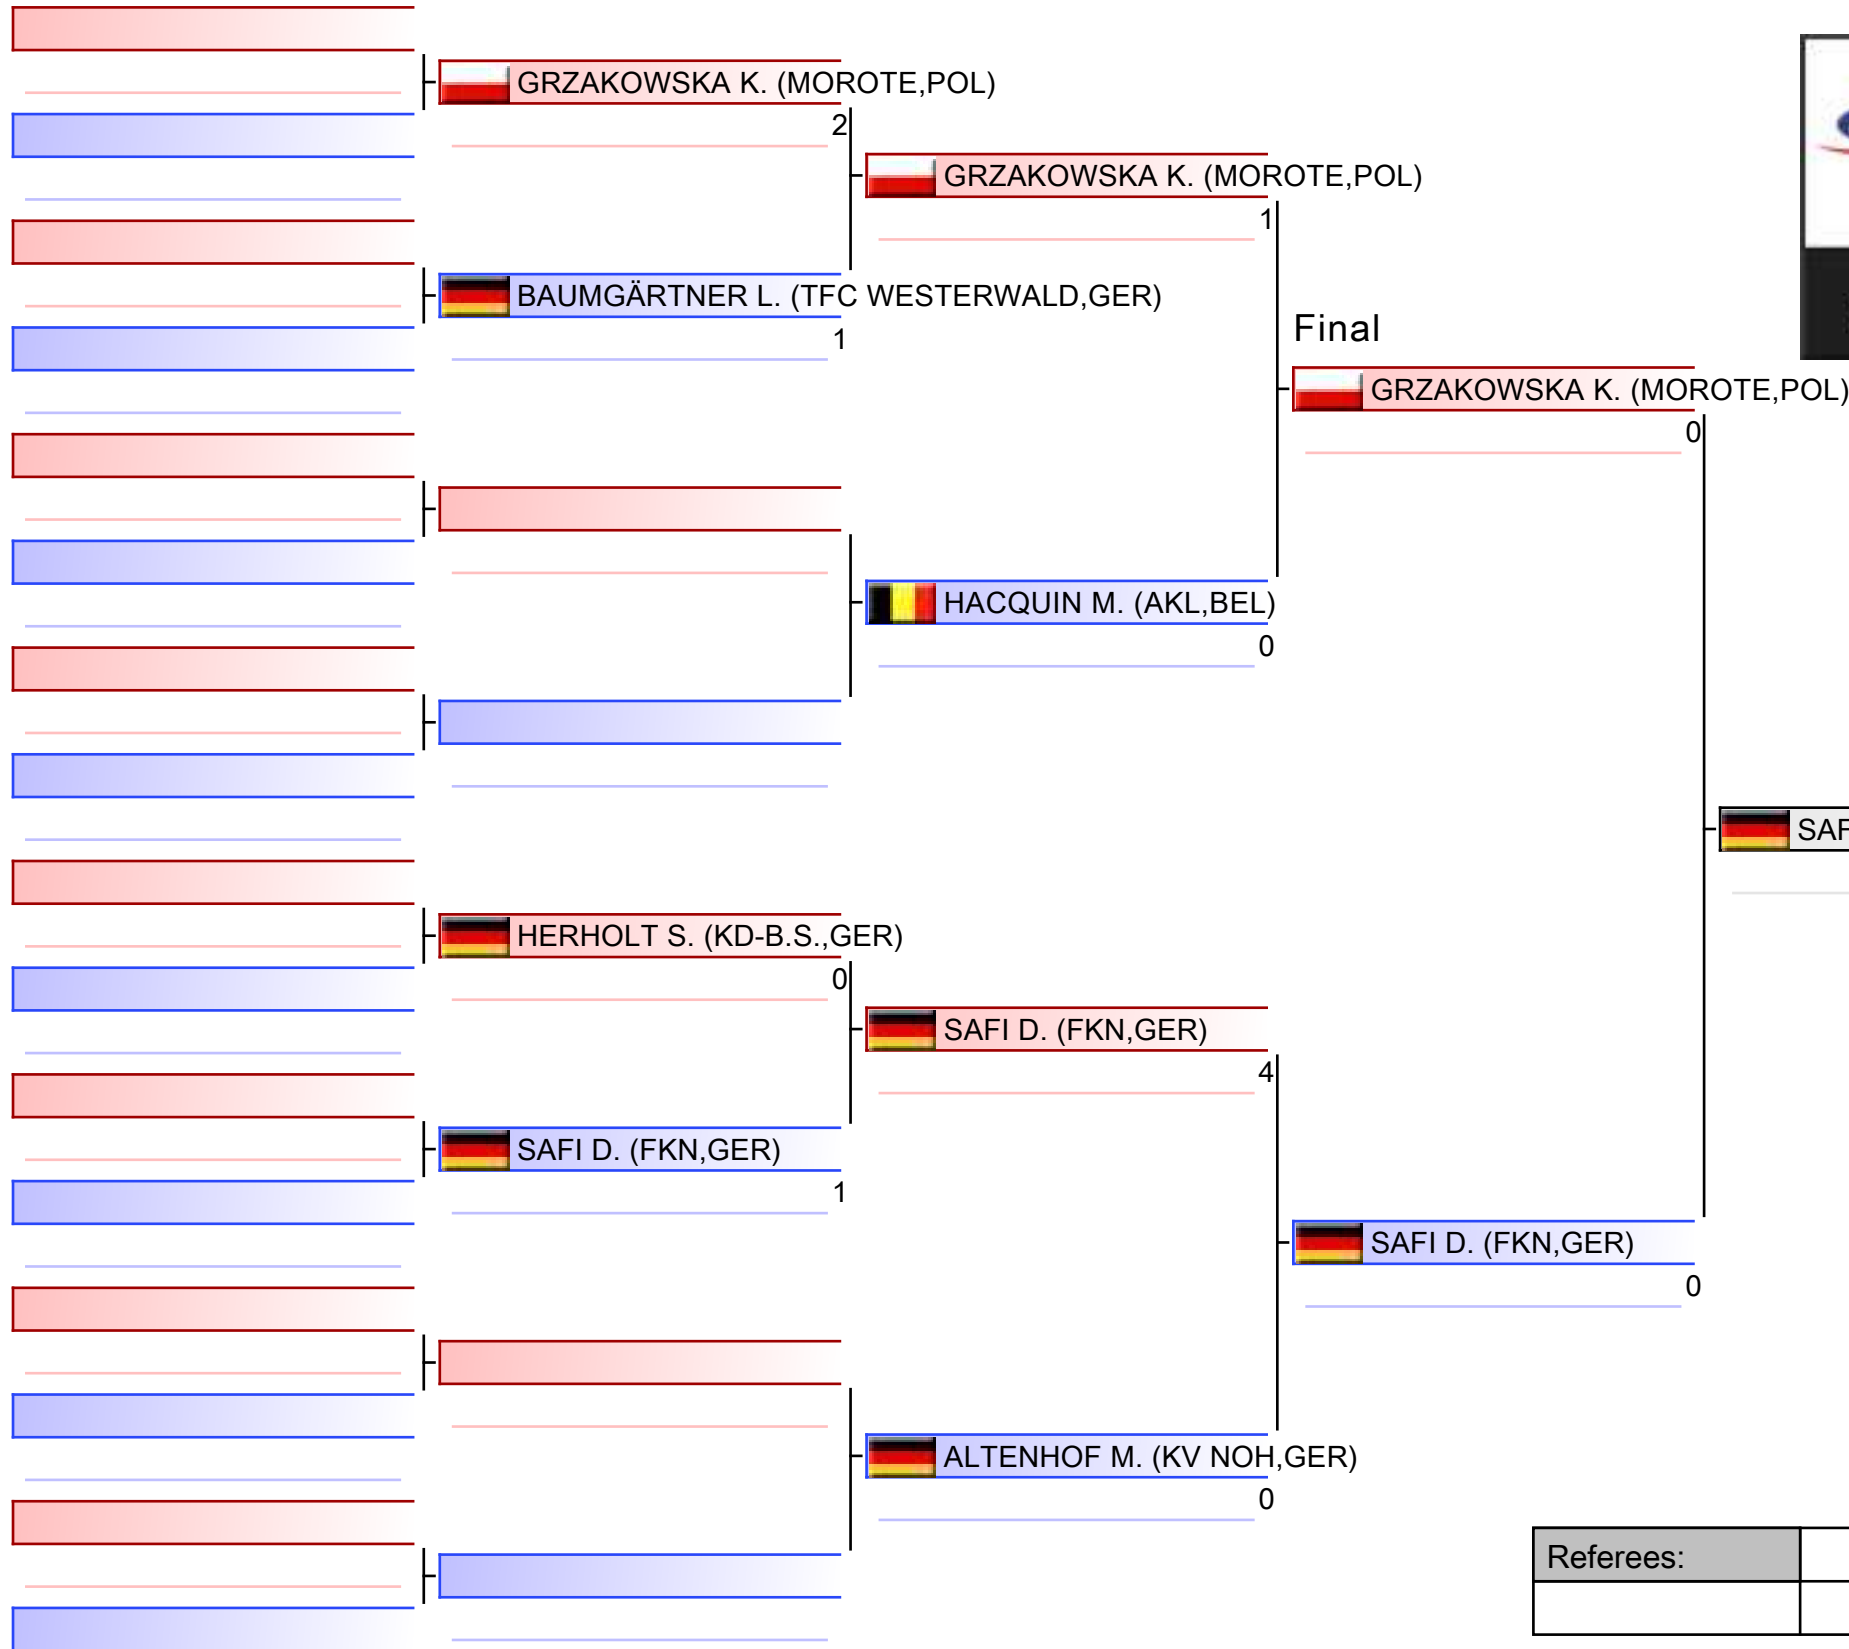 GRZAKOWSKA K. (MOROTE,POL)
2
GRZAKOWSKA K. (MOROTE,POL)
1
BAUMGÄRTNER L. (TFC WESTERWALD,GER)
1
Final
GRZAKOWSKA K. (MOROTE,POL)
0
HACQUIN M. (AKL,BEL)
0
SAF
HERHOLT S. (KD-B.S.,GER)
0
SAFI D. (FKN,GER)
4
SAFI D. (FKN,GER)
1
SAFI D. (FKN,GER)
0
ALTENHOF M. (KV NOH,GER)
0
Referees: